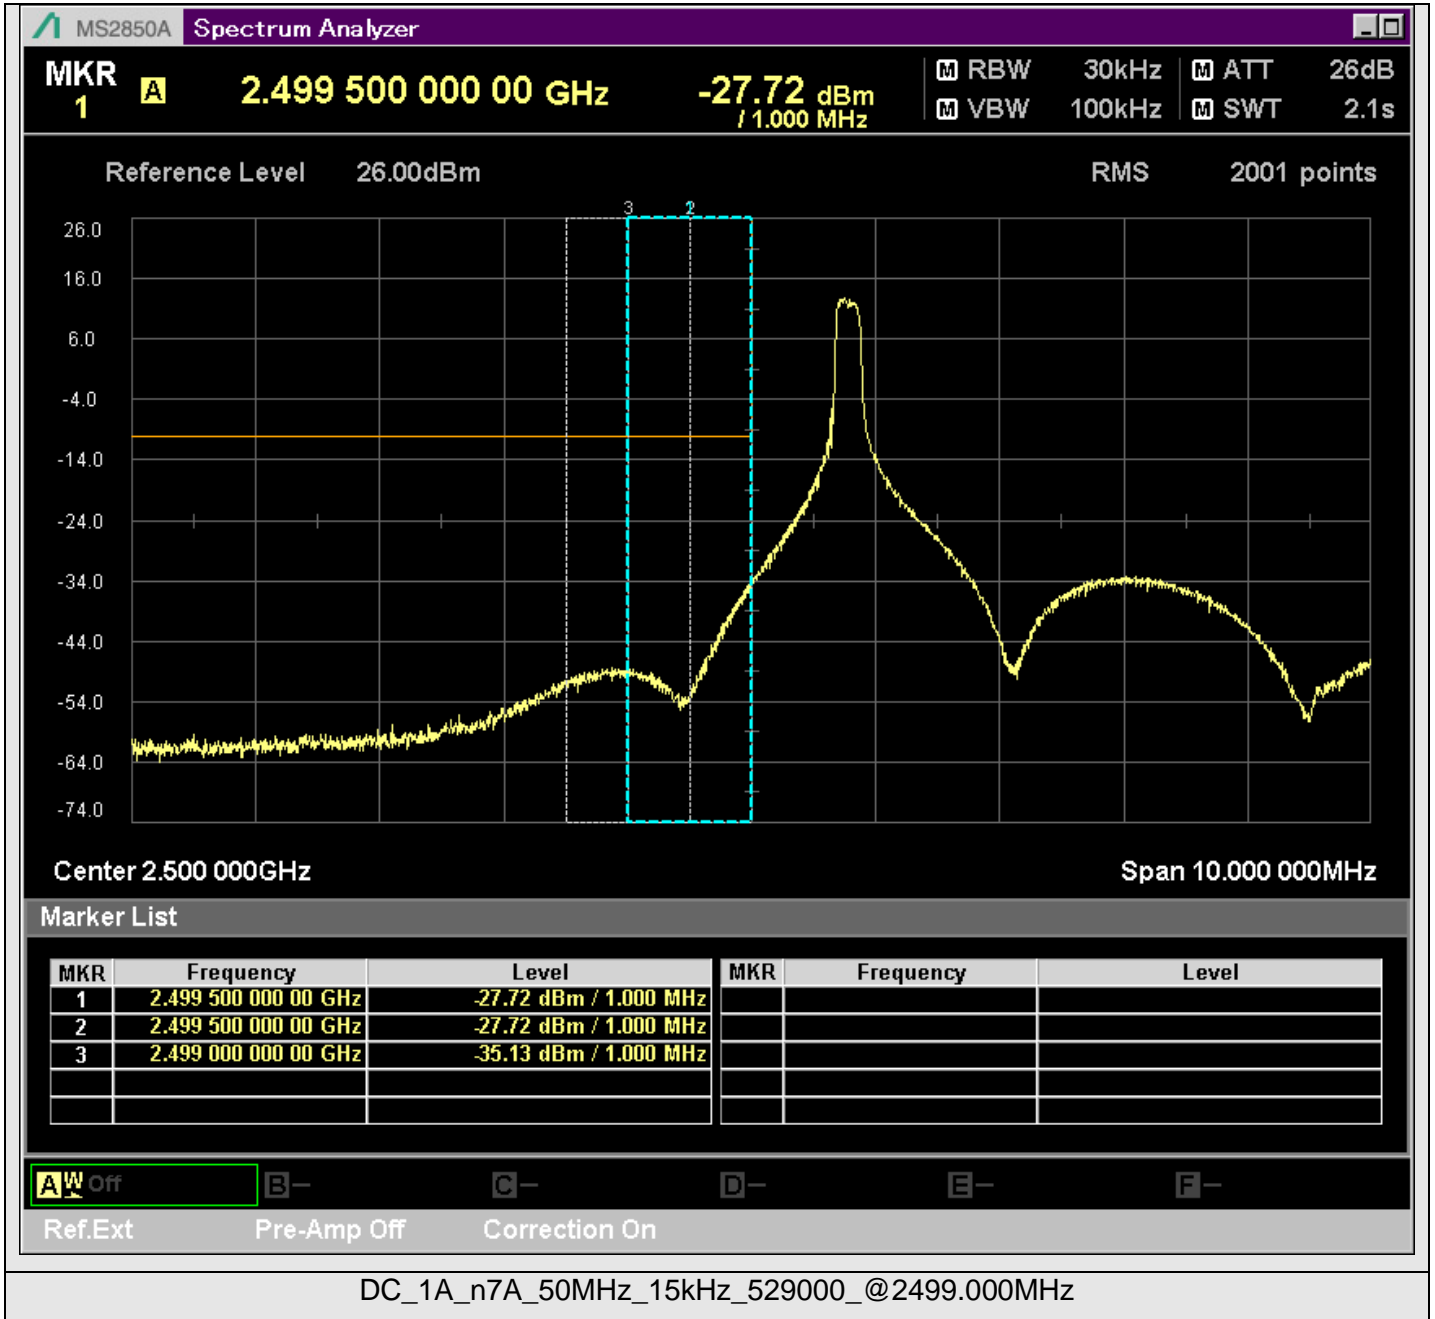 MS2850A Spectrum Analyzer
MKR 1 A 2.499 500 000 00 GHz -27.72 dBm / 1.000 MHz
M RBW 30kHz M ATT 26dB
M VBW 100kHz M SWT 2.1s
Reference Level 26.00dBm RMS 2001 points
3 2
26.0
16.0
6.0
-4.0
-14.0
-24.0
-34.0
-44.0
-54.0
-64.0
-74.0
Center 2.500 000GHz Span 10.000 000MHz
Marker List
MKR Frequency Level MKR Frequency Level
1 2.499 500 000 00 GHz -27.72 dBm / 1.000 MHz
2 2.499 500 000 00 GHz -27.72 dBm / 1.000 MHz
3 2.499 000 000 00 GHz -35.13 dBm / 1.000 MHz
A W Off B C D E F
Ref.Ext Pre-Amp Off Correction On
DC_1A_n7A_50MHz_15kHz_529000_@2499.000MHz